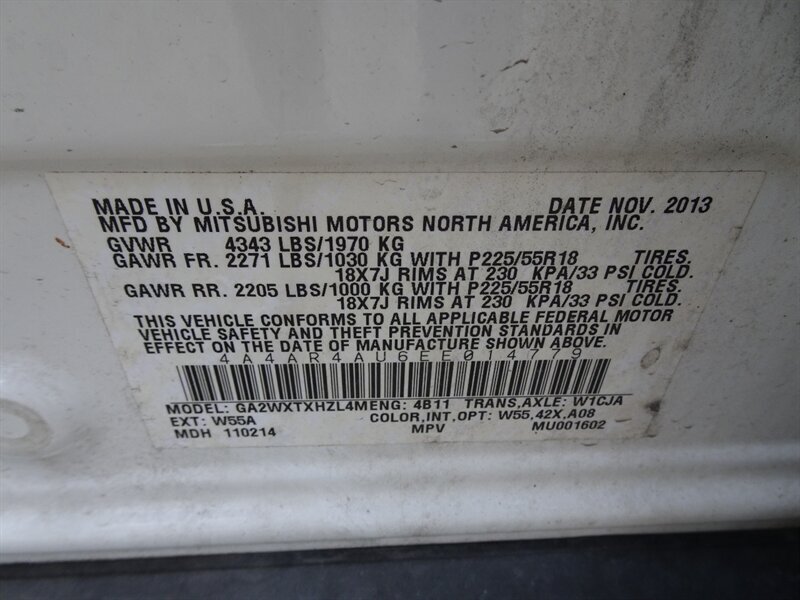 MADE IN U.S.A. DATE NOV. 2013
MFD BY MITSUBISHI MOTORS NORTH AMERICA, INC.
GVWR 4343 LBS/1970 KG
GAWR FR. 2271 LBS/1030 KG WITH P225/55R18 TIRES.
18X7J RIMS AT 230 KPA/33 PSI COLD.
GAWR RR. 2205 LBS/1000 KG WITH P225/55R18 TIRES.
18X7J RIMS AT 230 KPA/33 PSI COLD.
THIS VEHICLE CONFORMS TO ALL APPLICABLE FEDERAL MOTOR
VEHICLE SAFETY AND THEFT PREVENTION STANDARDS IN
EFFECT ON THE DATE OF MANUFACTURE SHOWN ABOVE.
4A4AR4AU6EE014779
MODEL: GA2WXTXHZL4MENG: 4B11 TRANS,AXLE: W1CJA
EXT: W55A COLOR,INT,OPT: W55,42X,A08
MDH 110214 MPV MU001602